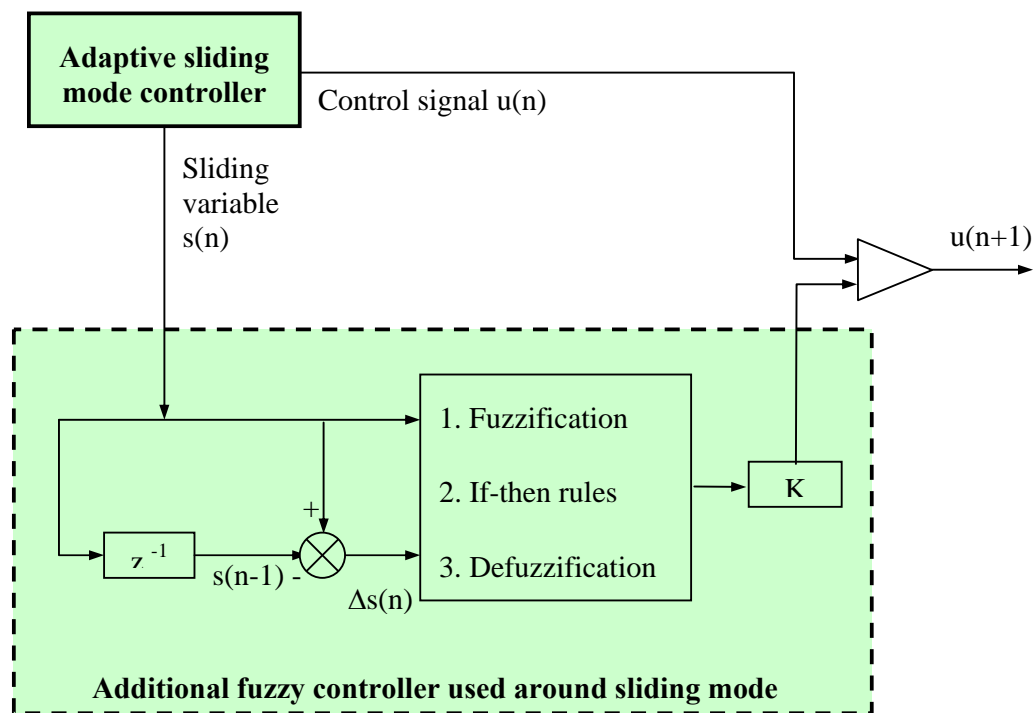 Adaptive sliding
mode controller
Control signal u(n)
Sliding
variable
s(n)
u(n+1)
1. Fuzzification
2. If-then rules
K
+
3. Defuzzification
z -1
s(n-1) -
Δs(n)
Additional fuzzy controller used around sliding mode